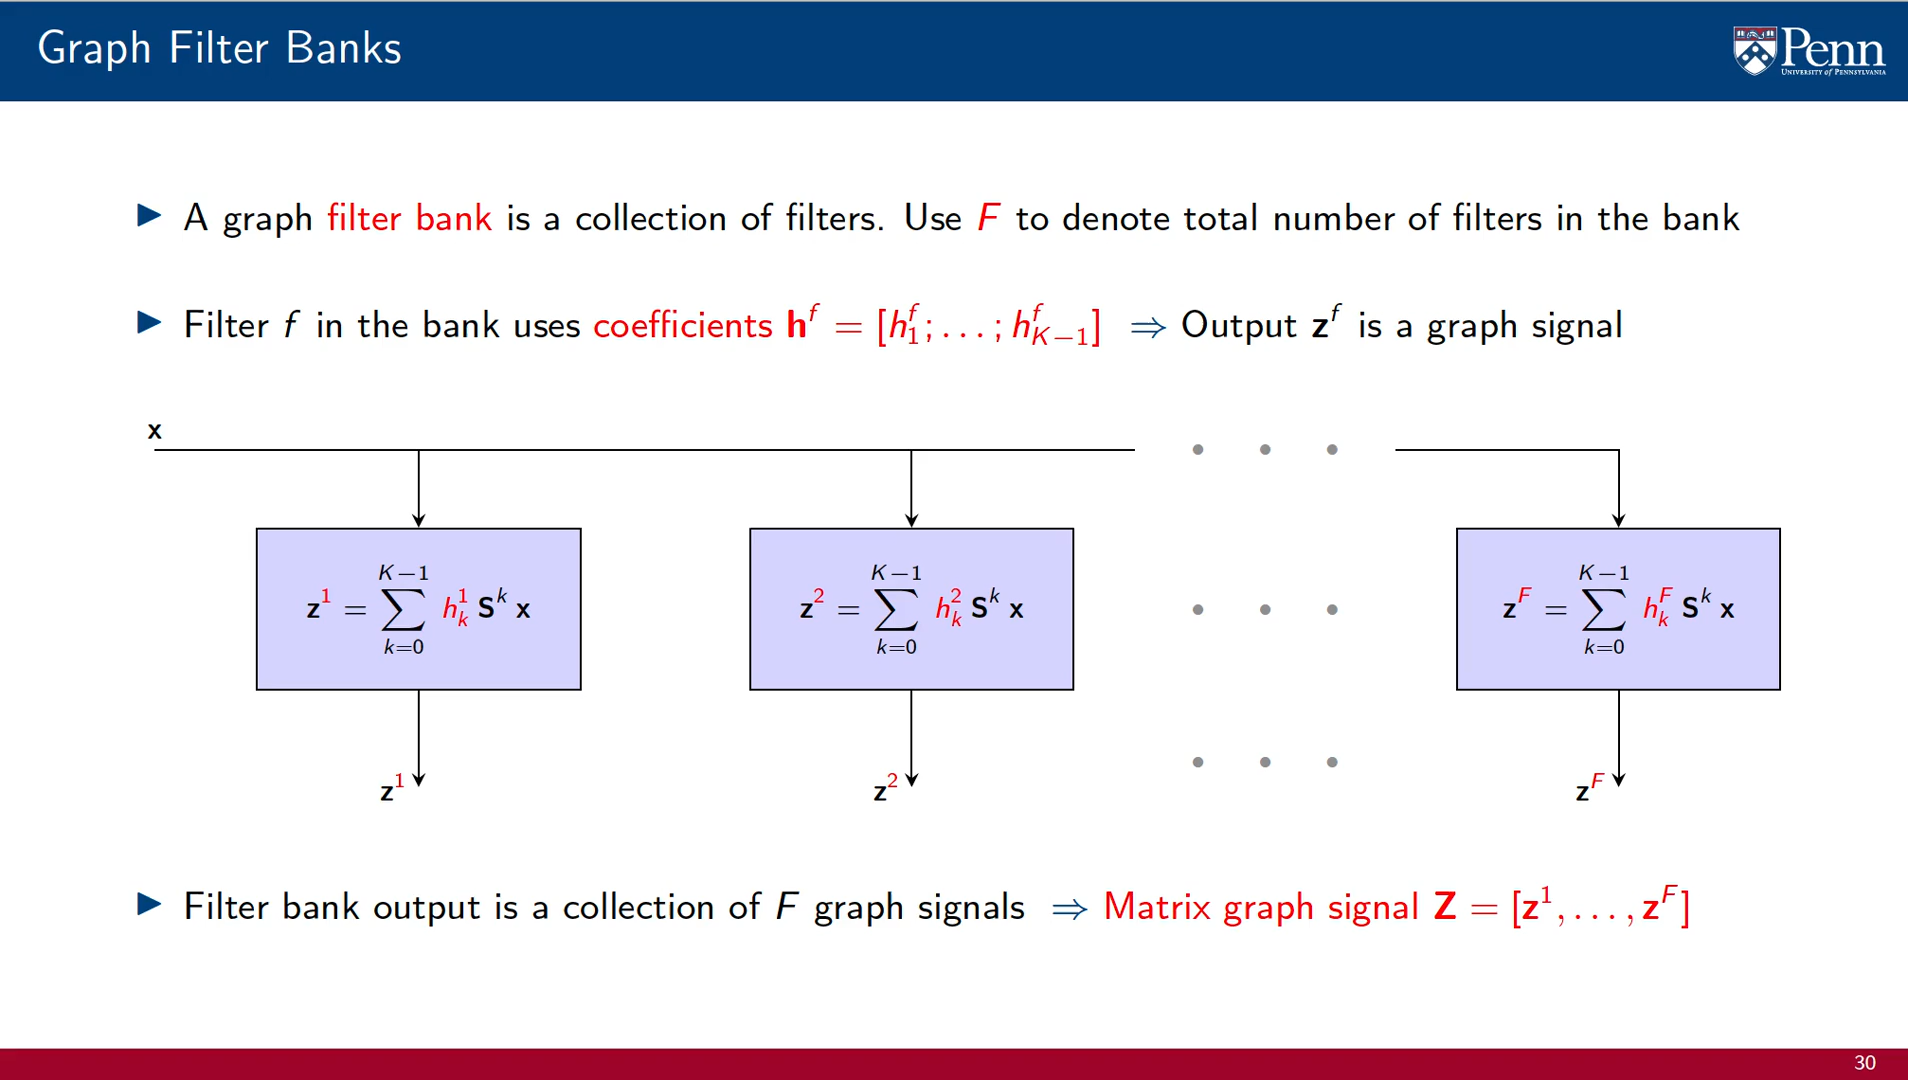 Graph Filter Banks
Penn
UNIVERSITY of PENNSYLVANIA
▶ A graph filter bank is a collection of filters. Use F to denote total number of filters in the bank
▶ Filter f in the bank uses coefficients h^f = [h_1^f; . . . ; h_{K−1}^f] ⇒ Output z^f is a graph signal
x
z^1 = ∑_{k=0}^{K−1} h_k^1 S^k x
z^2 = ∑_{k=0}^{K−1} h_k^2 S^k x
z^F = ∑_{k=0}^{K−1} h_k^F S^k x
z^1
z^2
z^F
▶ Filter bank output is a collection of F graph signals ⇒ Matrix graph signal Z = [z^1, . . . , z^F]
30